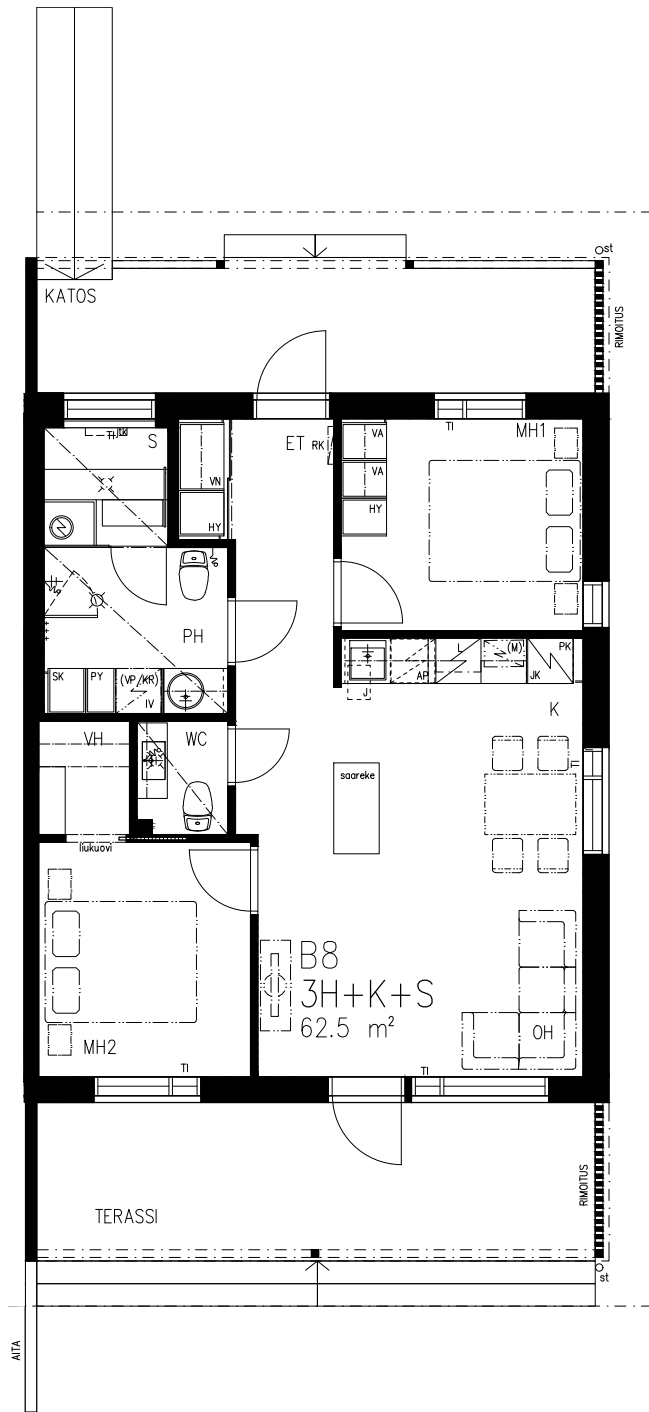 st
KATOS
RIMOITUS
TI
tk
S
ET
RK
VA
TI
MH1
VN
VA
HY
HY
PH
SK
PY
(VP/KR)
IV
J
AP
L
(M)
JK
PK
K
VH
WC
saareke
TI
liukuovi
B8
3H+K+S
62.5 m²
OH
MH2
TI
TI
TERASSI
RIMOITUS
st
AITA